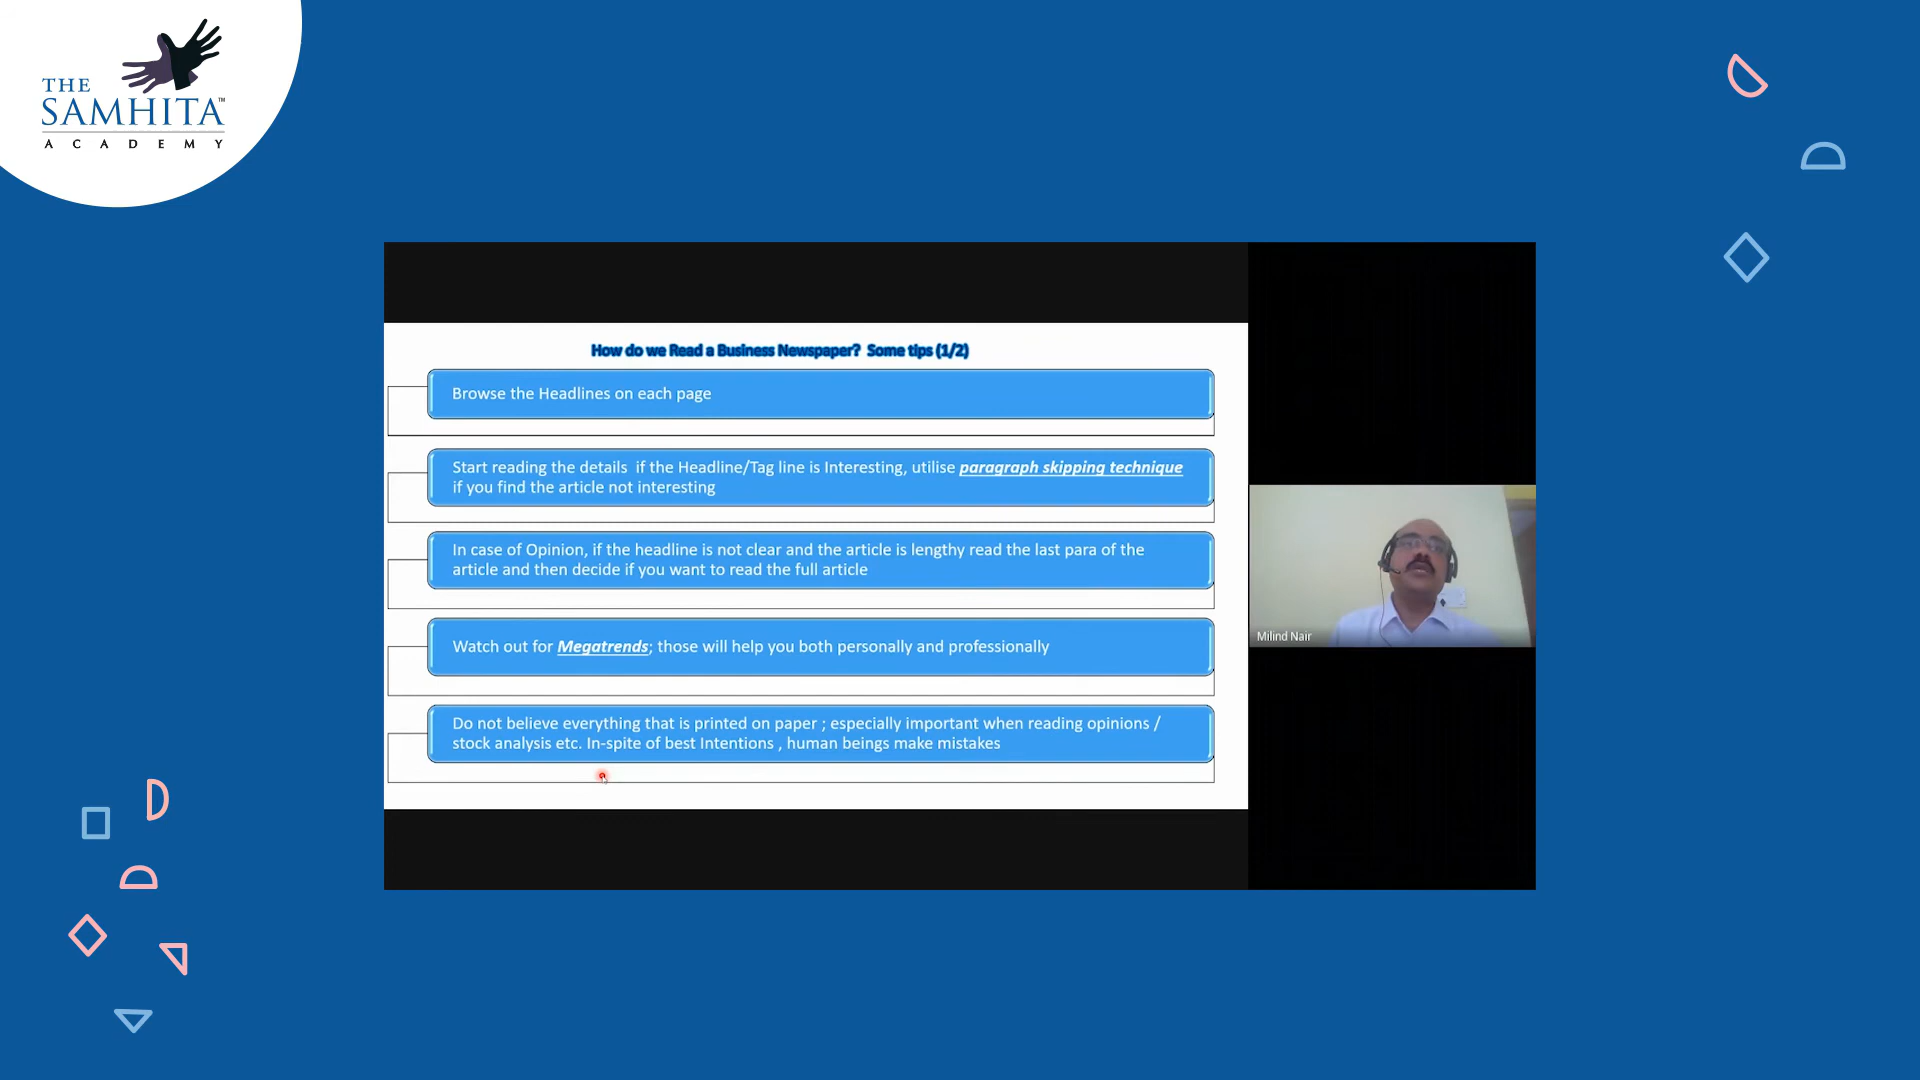 THE
SAMHITA™
ACADEMY
How do we Read a Business Newspaper? Some tips (1/2)
Browse the Headlines on each page
Start reading the details if the Headline/Tag line is Interesting, utilise paragraph skipping technique
if you find the article not interesting
In case of Opinion, if the headline is not clear and the article is lengthy read the last para of the
article and then decide if you want to read the full article
Watch out for Megatrends; those will help you both personally and professionally
Do not believe everything that is printed on paper ; especially important when reading opinions /
stock analysis etc. In-spite of best Intentions , human beings make mistakes
Milind Nair